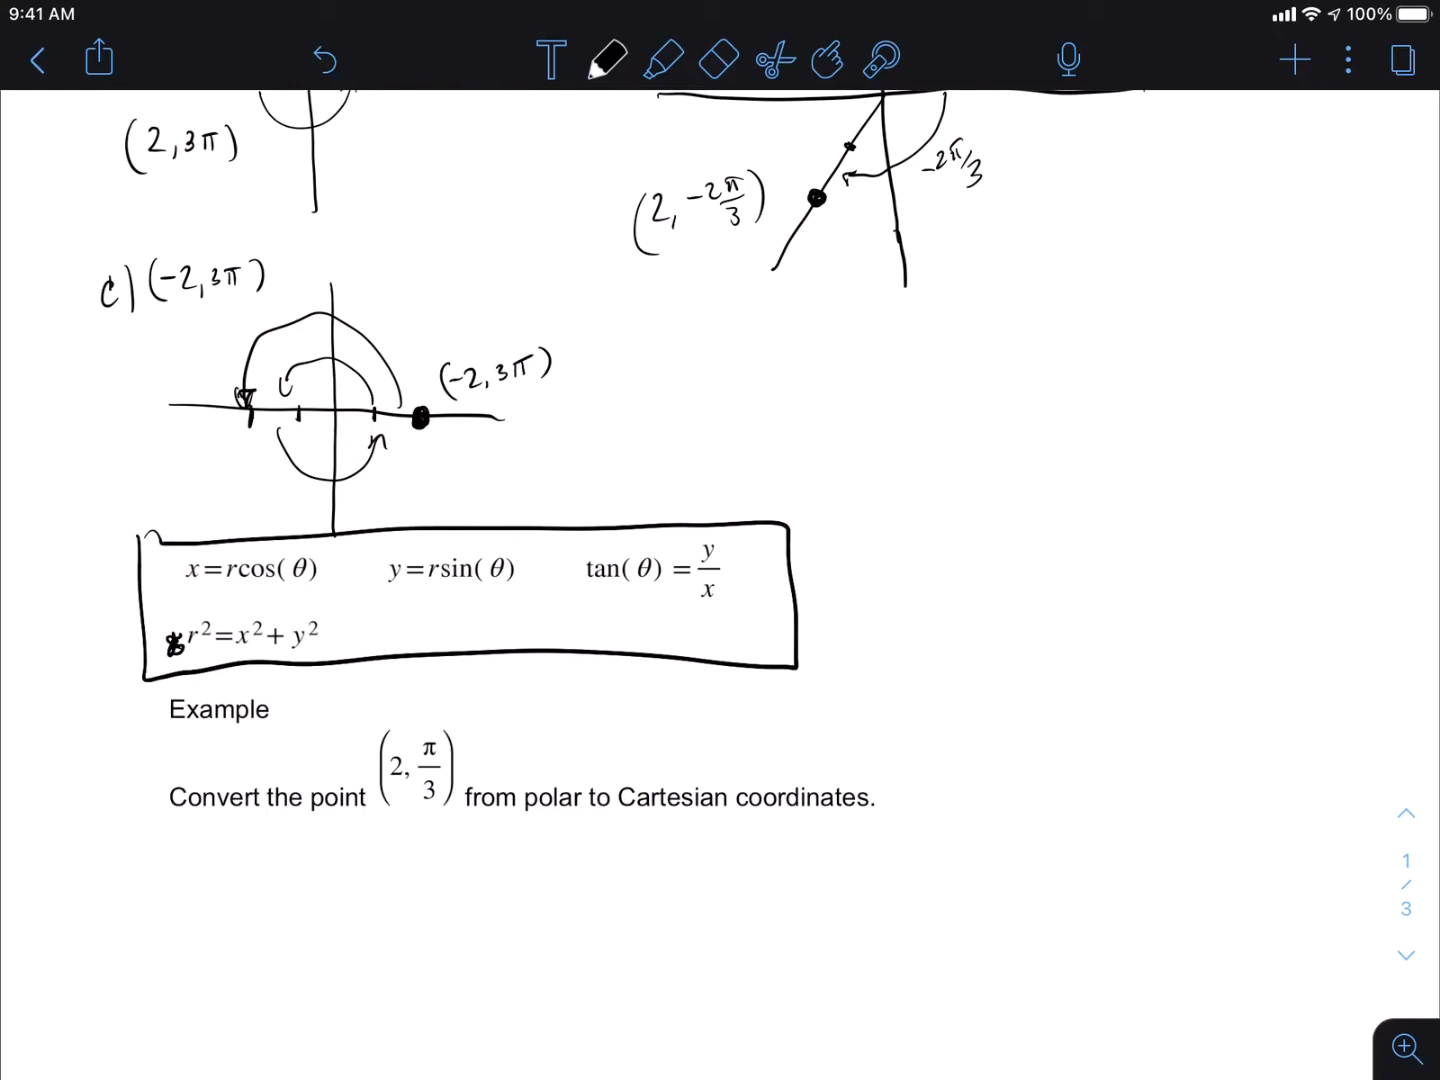 9:41 AM 100%
(2, 3π)
-2π/3
(2, -2π/3)
c) (-2, 3π)
(-2, 3π)
x=rcos( θ) y=rsin( θ) tan( θ) = y/x
*r²=x²+ y²
Example
Convert the point (2, π/3) from polar to Cartesian coordinates.
1
/
3